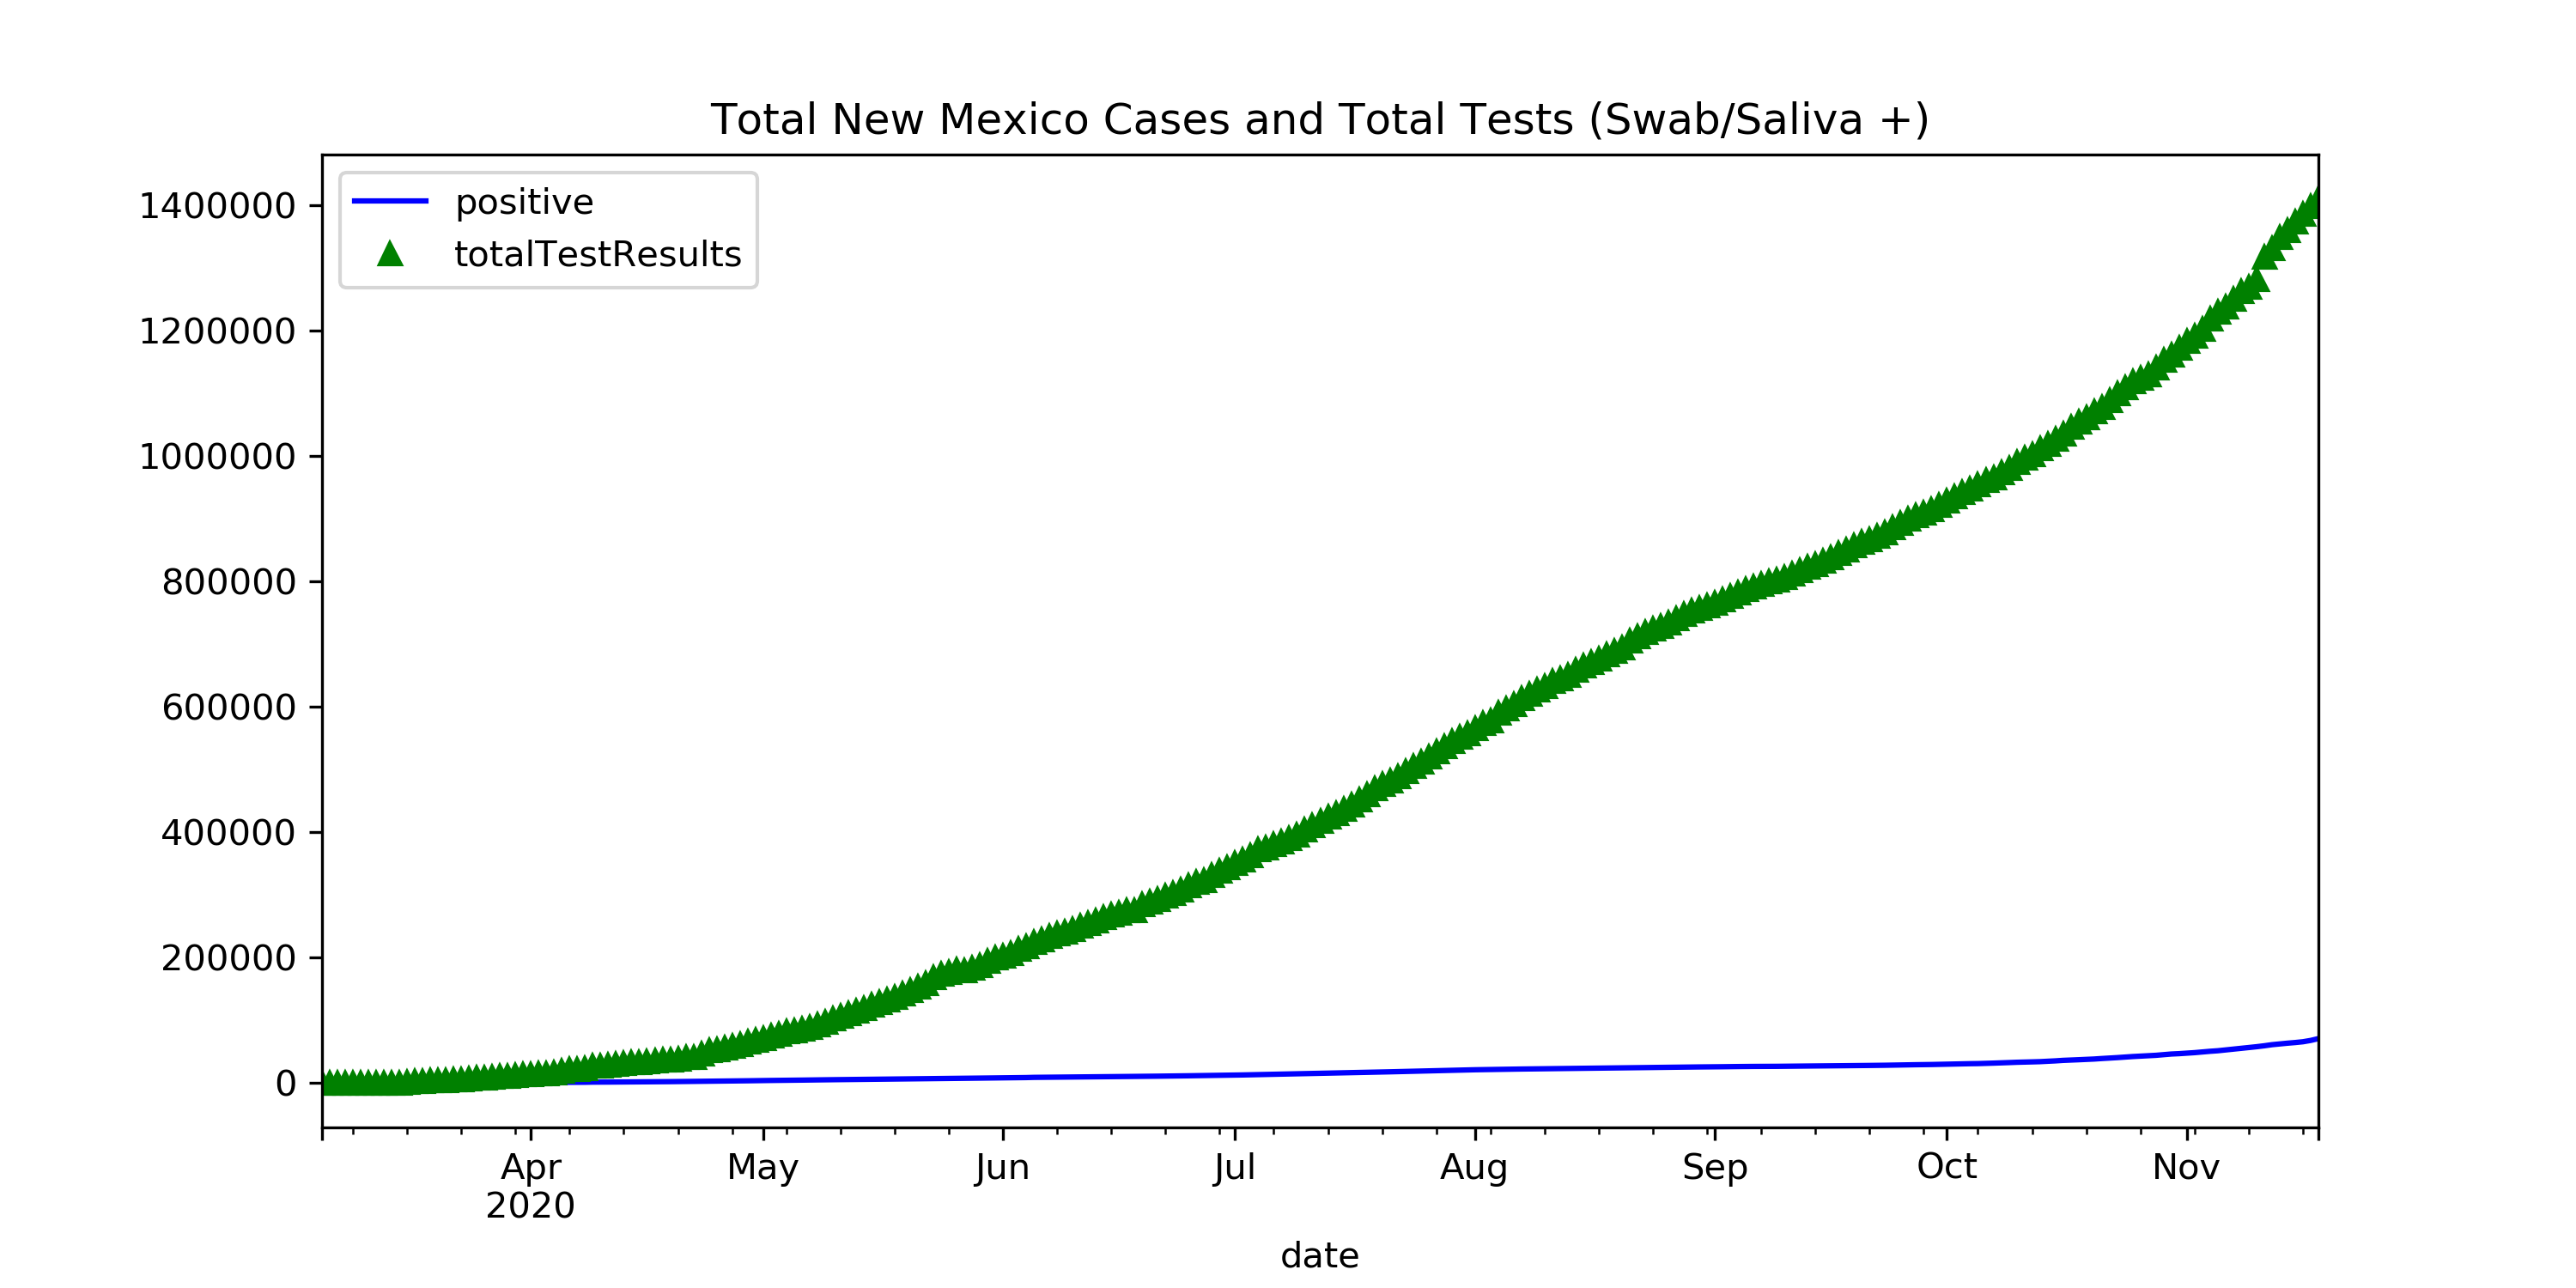 Total New Mexico Cases and Total Tests (Swab/Saliva +)
positive
totalTestResults
1400000
1200000
1000000
800000
600000
400000
200000
0
Apr May Jun Jul Aug Sep Oct Nov
2020
date